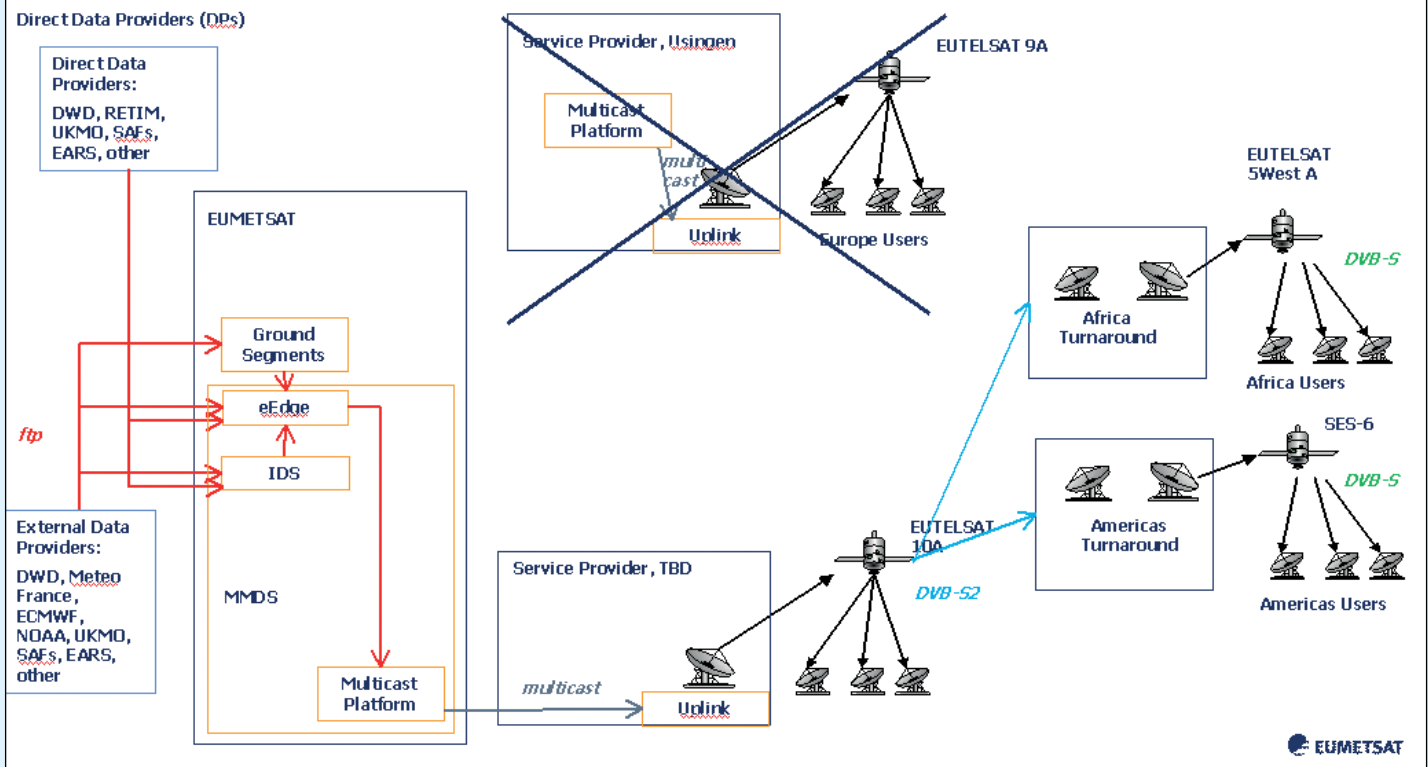 Direct Data Providers (DPs)
Direct Data
Providers:
DWD, RETIM,
UKMO, SAFs,
EARS, other
Service Provider, Usingen
EUTELSAT 9A
Multicast
Platform
multi
cast
Uplink
Europe Users
EUTELSAT
5West A
DVB-S
Africa
Turnaround
Africa Users
EUMETSAT
Ground
Segments
eEdge
ftp
IDS
SES-6
DVB-S
Americas
Turnaround
Americas Users
External Data
Providers:
DWD, Meteo
France,
ECMWF,
NOAA, UKMO,
SAFs, EARS,
other
MMDS
Multicast
Platform
multicast
Service Provider, TBD
Uplink
EUTELSAT
10A
DVB-S2
EUMETSAT